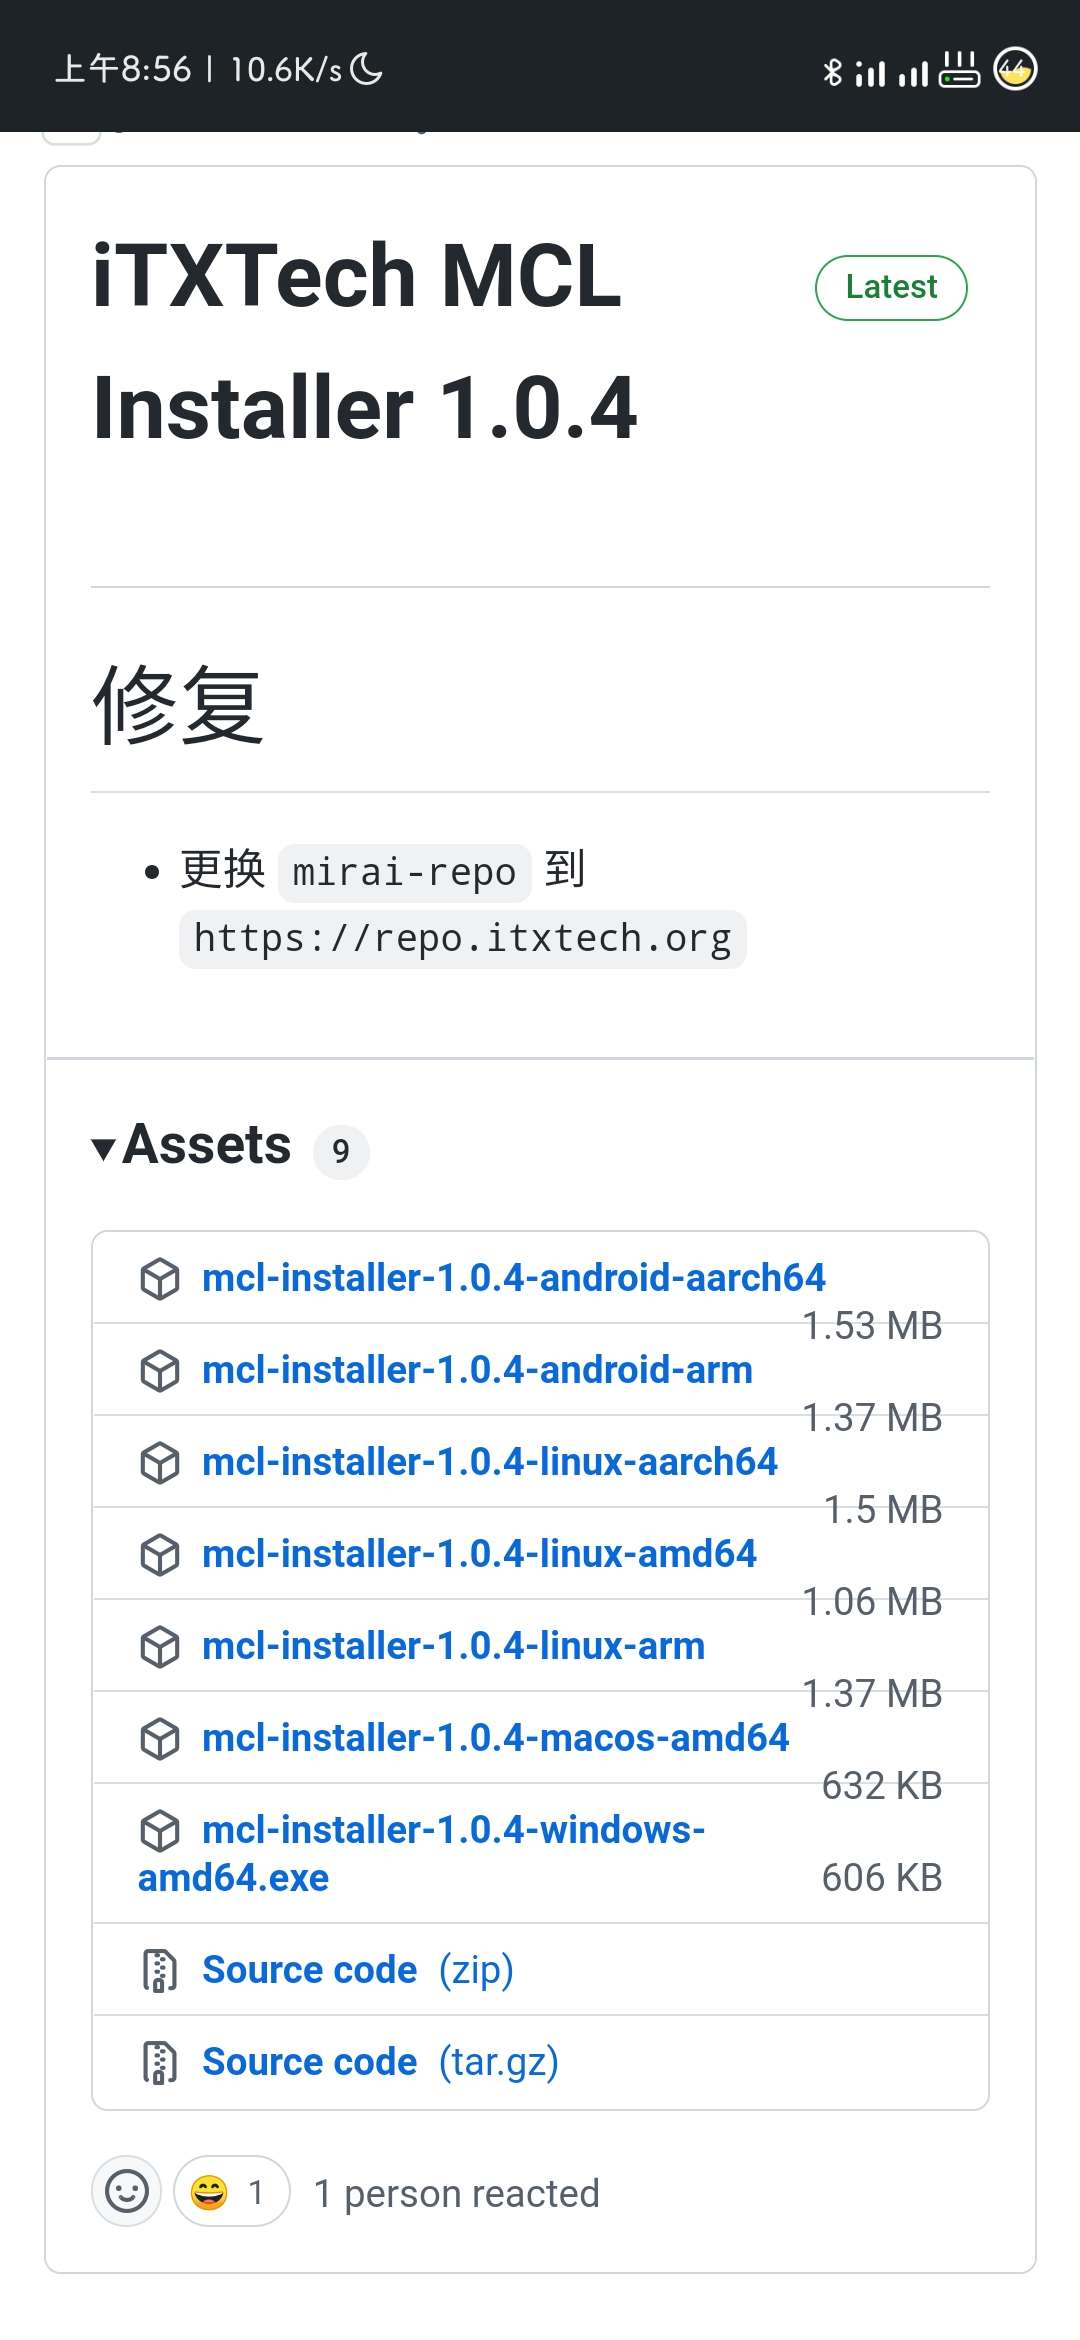 上午8:56 | 10.6K/s
44
iTXTech MCL
Latest
Installer 1.0.4
修复
更换 mirai-repo 到
https://repo.itxtech.org
Assets 9
mcl-installer-1.0.4-android-aarch64
1.53 MB
mcl-installer-1.0.4-android-arm
1.37 MB
mcl-installer-1.0.4-linux-aarch64
1.5 MB
mcl-installer-1.0.4-linux-amd64
1.06 MB
mcl-installer-1.0.4-linux-arm
1.37 MB
mcl-installer-1.0.4-macos-amd64
632 KB
mcl-installer-1.0.4-windows-
amd64.exe 606 KB
Source code (zip)
Source code (tar.gz)
1 1 person reacted